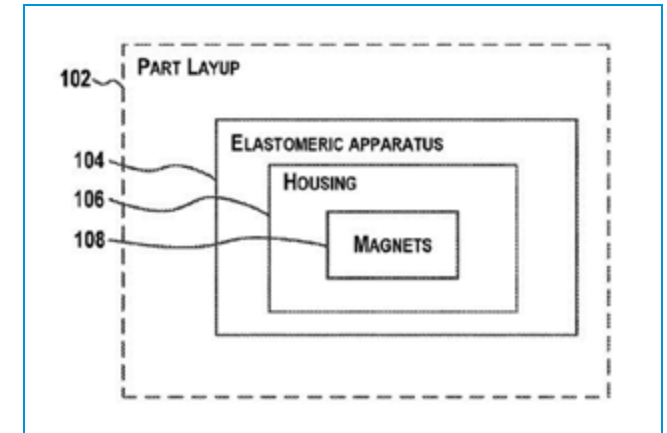 PART LAYUP
102
ELASTOMERIC APPARATUS
104
HOUSING
106
108
MAGNETS